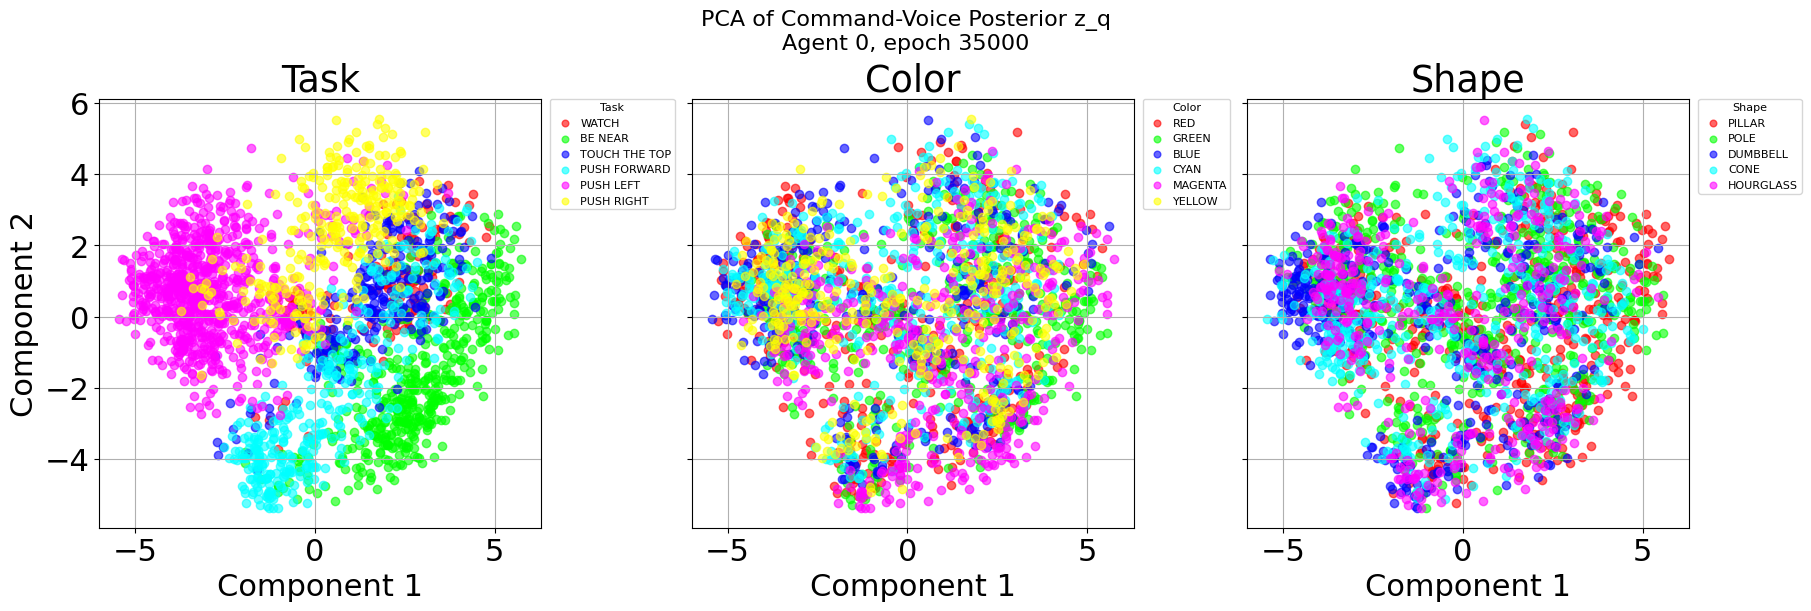 PCA of Command-Voice Posterior z_q
Agent 0, epoch 35000
Task
Color
Shape
Component 2
6
4
2
0
−2
−4
−5
0
5
Component 1
Task
WATCH
BE NEAR
TOUCH THE TOP
PUSH FORWARD
PUSH LEFT
PUSH RIGHT
−5
0
5
Component 1
Color
RED
GREEN
BLUE
CYAN
MAGENTA
YELLOW
−5
0
5
Component 1
Shape
PILLAR
POLE
DUMBBELL
CONE
HOURGLASS